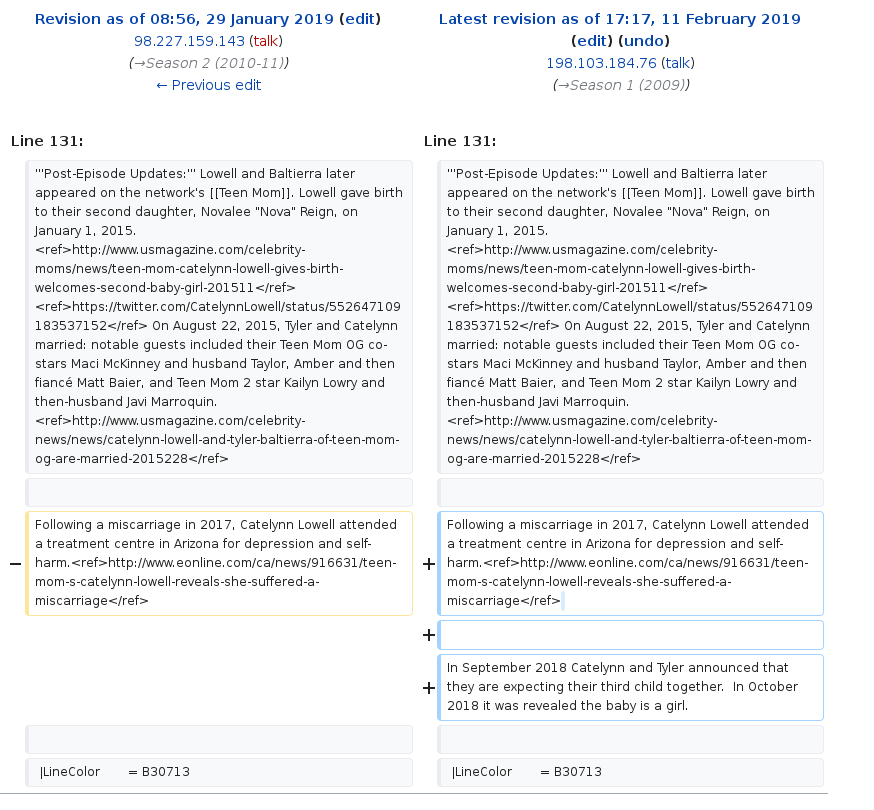 Revision as of 08:56, 29 January 2019 (edit)
98.227.159.143 (talk)
(→Season 2 (2010-11))
← Previous edit
Latest revision as of 17:17, 11 February 2019
(edit) (undo)
198.103.184.76 (talk)
(→Season 1 (2009))
Line 131:
Line 131:
'''Post-Episode Updates:''' Lowell and Baltierra later
appeared on the network's [[Teen Mom]]. Lowell gave birth
to their second daughter, Novalee "Nova" Reign, on
January 1, 2015.
<ref>http://www.usmagazine.com/celebrity-
moms/news/teen-mom-catelynn-lowell-gives-birth-
welcomes-second-baby-girl-201511</ref>
<ref>https://twitter.com/CatelynnLowell/status/552647109
183537152</ref> On August 22, 2015, Tyler and Catelynn
married: notable guests included their Teen Mom OG co-
stars Maci McKinney and husband Taylor, Amber and then
fiancé Matt Baier, and Teen Mom 2 star Kailyn Lowry and
then-husband Javi Marroquin.
<ref>http://www.usmagazine.com/celebrity-
news/news/catelynn-lowell-and-tyler-baltierra-of-teen-mom-
og-are-married-2015228</ref>
'''Post-Episode Updates:''' Lowell and Baltierra later
appeared on the network's [[Teen Mom]]. Lowell gave birth
to their second daughter, Novalee "Nova" Reign, on
January 1, 2015.
<ref>http://www.usmagazine.com/celebrity-
moms/news/teen-mom-catelynn-lowell-gives-birth-
welcomes-second-baby-girl-201511</ref>
<ref>https://twitter.com/CatelynnLowell/status/552647109
183537152</ref> On August 22, 2015, Tyler and Catelynn
married: notable guests included their Teen Mom OG co-
stars Maci McKinney and husband Taylor, Amber and then
fiancé Matt Baier, and Teen Mom 2 star Kailyn Lowry and
then-husband Javi Marroquin.
<ref>http://www.usmagazine.com/celebrity-
news/news/catelynn-lowell-and-tyler-baltierra-of-teen-mom-
og-are-married-2015228</ref>
−
Following a miscarriage in 2017, Catelynn Lowell attended
a treatment centre in Arizona for depression and self-
harm.<ref>http://www.eonline.com/ca/news/916631/teen-
mom-s-catelynn-lowell-reveals-she-suffered-a-
miscarriage</ref>
+
Following a miscarriage in 2017, Catelynn Lowell attended
a treatment centre in Arizona for depression and self-
harm.<ref>http://www.eonline.com/ca/news/916631/teen-
mom-s-catelynn-lowell-reveals-she-suffered-a-
miscarriage</ref>
+
+
In September 2018 Catelynn and Tyler announced that
they are expecting their third child together.  In October
2018 it was revealed the baby is a girl.
|LineColor       = B30713
|LineColor       = B30713